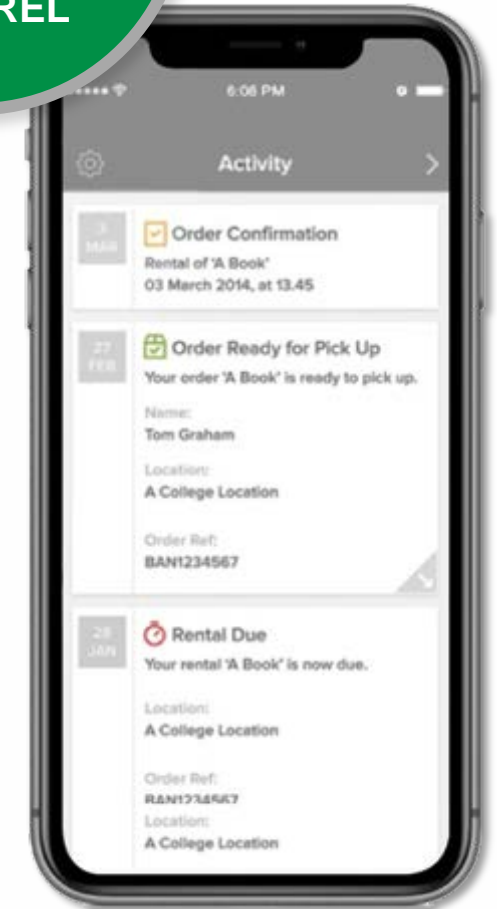 REL
6:06 PM
Activity
3
MAR
Order Confirmation
Rental of 'A Book'
03 March 2014, at 13.45
27
FEB
Order Ready for Pick Up
Your order 'A Book' is ready to pick up.
Name:
Tom Graham
Location:
A College Location
Order Ref:
BAN1234567
28
JAN
Rental Due
Your rental 'A Book' is now due.
Location:
A College Location
Order Ref:
BAN1234567
Location:
A College Location